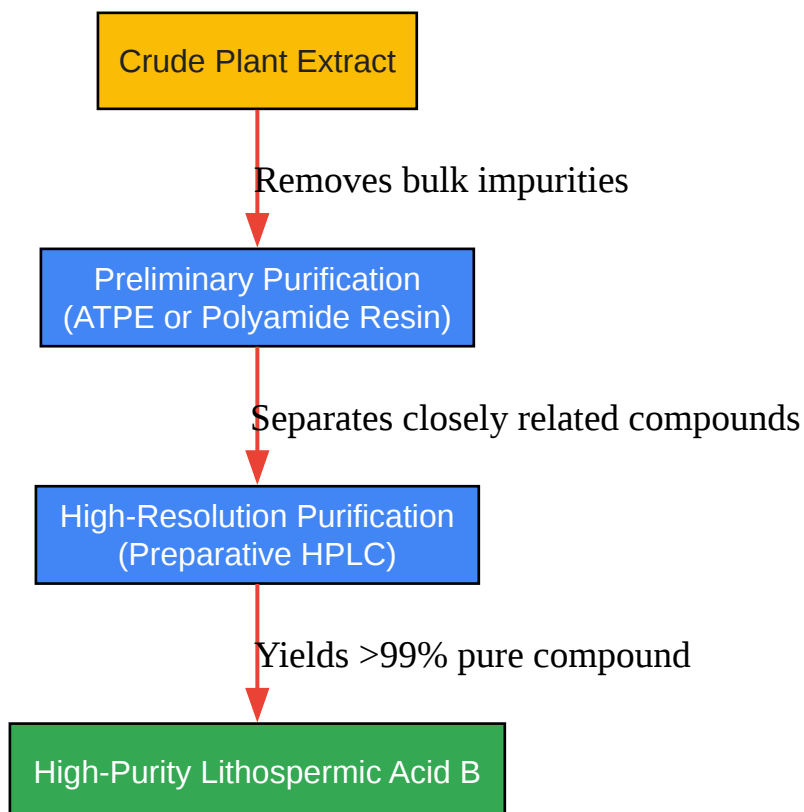 Crude Plant Extract
Removes bulk impurities
Preliminary Purification
(ATPE or Polyamide Resin)
Separates closely related compounds
High-Resolution Purification
(Preparative HPLC)
Yields >99% pure compound
High-Purity Lithospermic Acid B